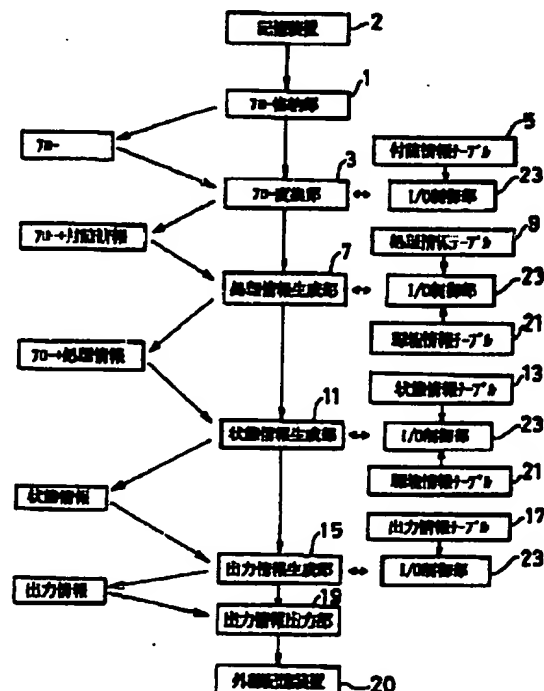 記憶装置
2
1
フロー格納部
フロー
3
5
付随情報テーブル
フロー変換部
23
I/O制御部
フロー+付随情報
9
処理情報テーブル
7
処理情報生成部
23
I/O制御部
21
環境情報テーブル
フロー+処理情報
13
状態情報テーブル
11
状態情報生成部
23
I/O制御部
21
環境情報テーブル
状態情報
17
出力情報テーブル
15
出力情報生成部
23
I/O制御部
出力情報
19
出力情報出力部
外部記憶装置
20